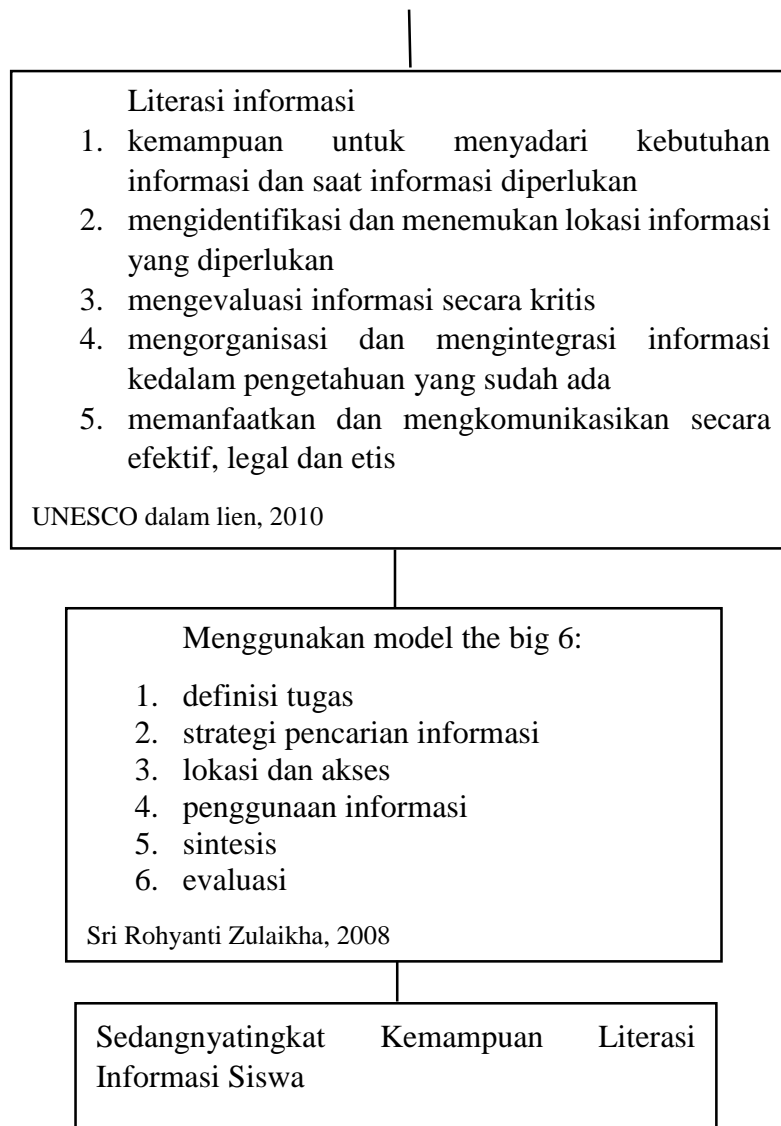 Literasi informasi
1. kemampuan untuk menyadari kebutuhan
informasi dan saat informasi diperlukan
2. mengidentifikasi dan menemukan lokasi informasi
yang diperlukan
3. mengevaluasi informasi secara kritis
4. mengorganisasi dan mengintegrasi informasi
kedalam pengetahuan yang sudah ada
5. memanfaatkan dan mengkomunikasikan secara
efektif, legal dan etis
UNESCO dalam lien, 2010
Menggunakan model the big 6:
1. definisi tugas
2. strategi pencarian informasi
3. lokasi dan akses
4. penggunaan informasi
5. sintesis
6. evaluasi
Sri Rohyanti Zulaikha, 2008
Sedangnyatingkat Kemampuan Literasi
Informasi Siswa